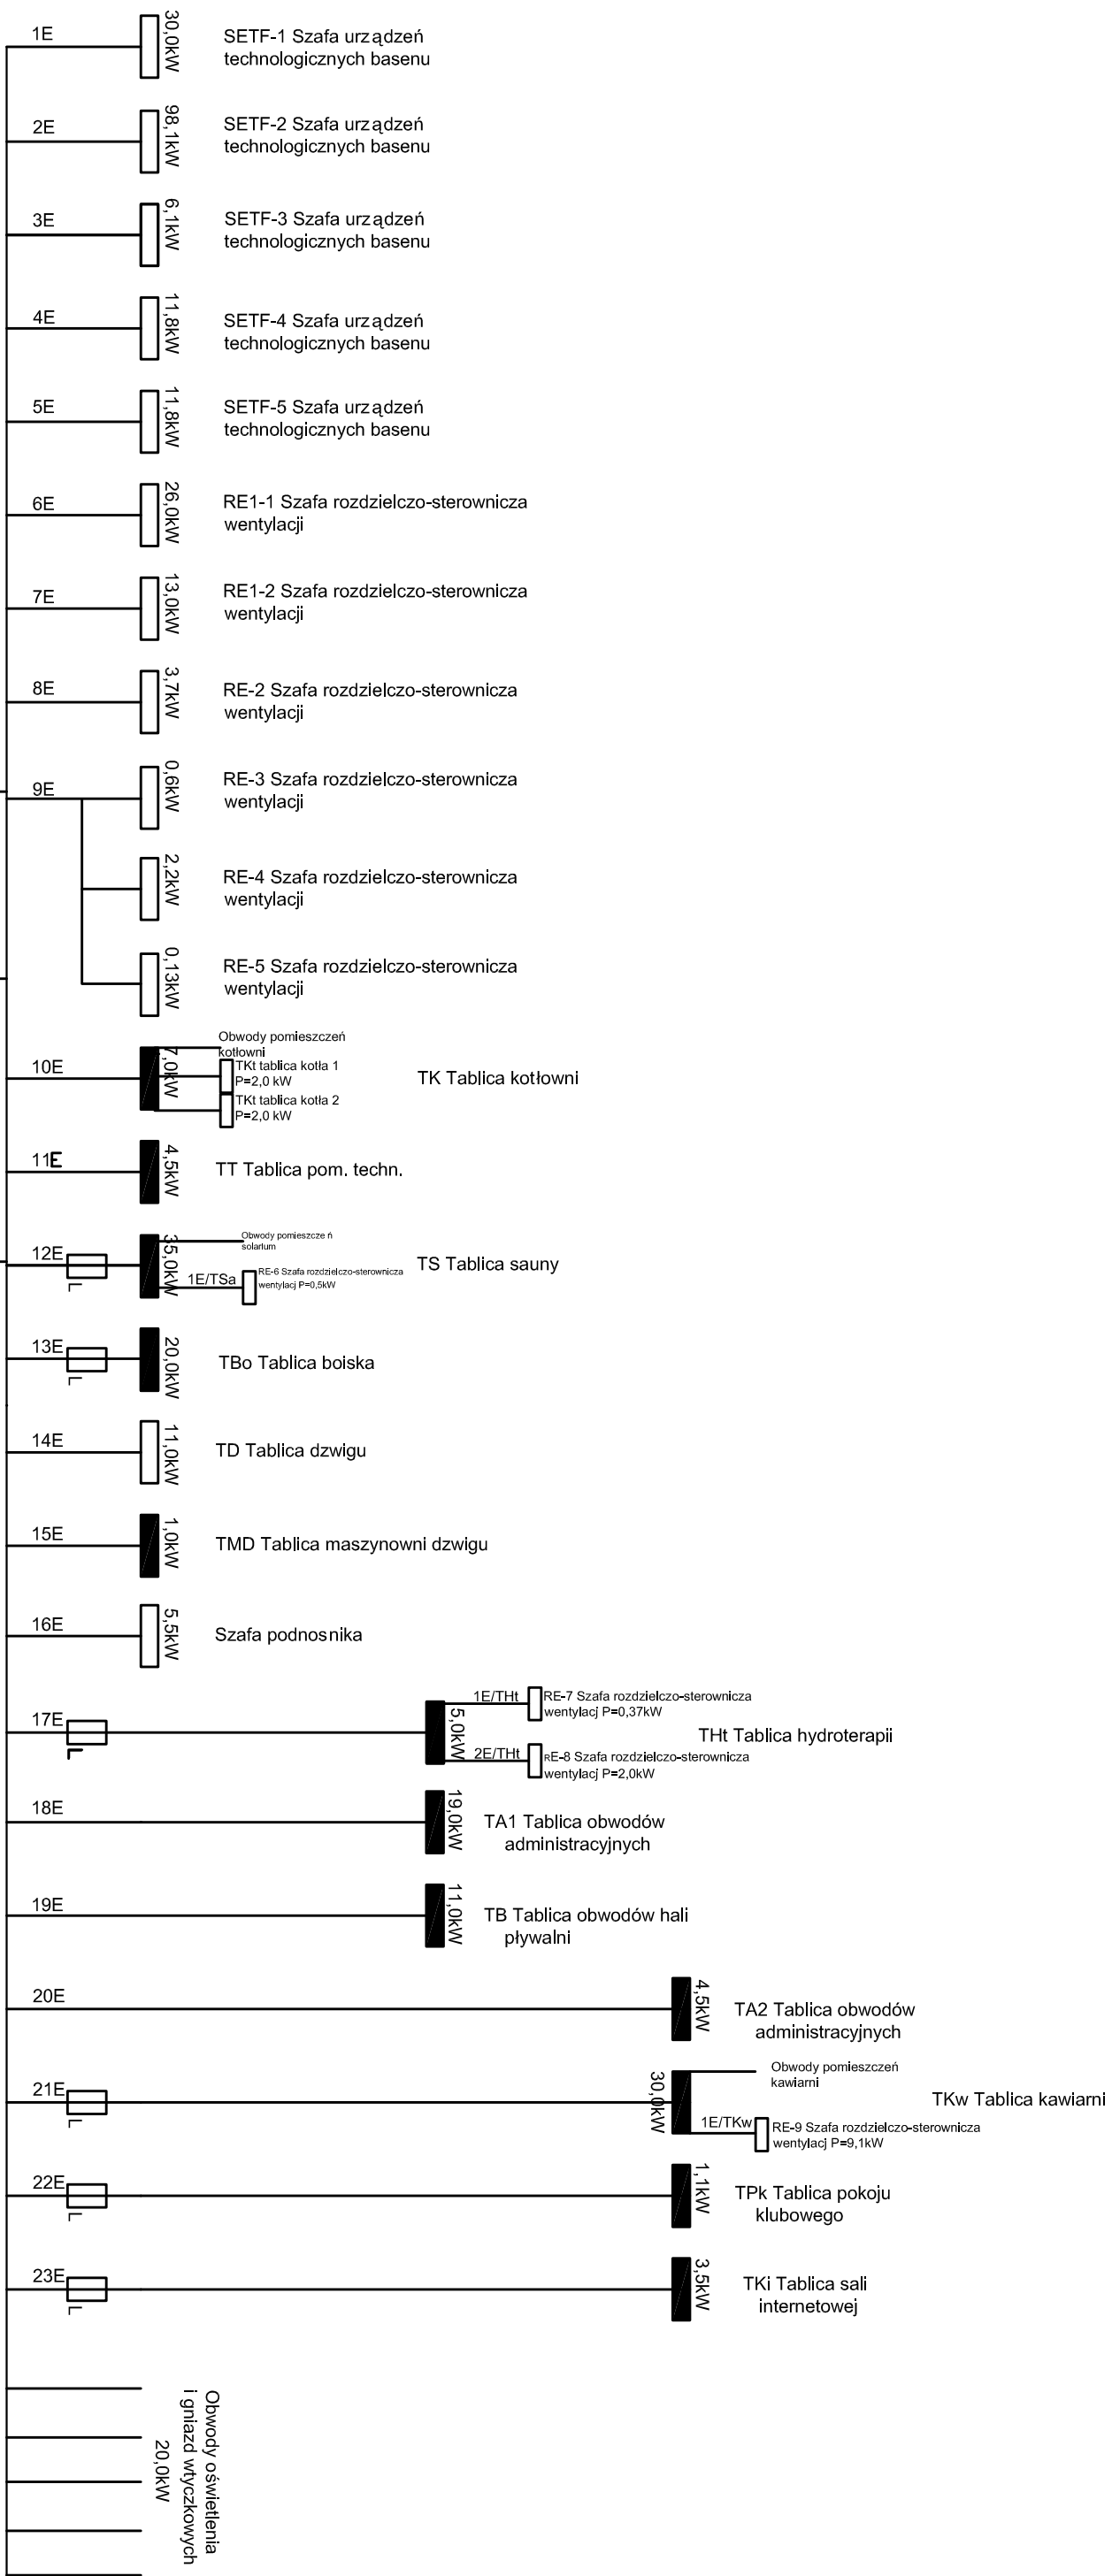 1E
30,0kW
SETF-1 Szafa urządzeń
technologicznych basenu
2E
98,1kW
SETF-2 Szafa urządzeń
technologicznych basenu
3E
6,1kW
SETF-3 Szafa urządzeń
technologicznych basenu
4E
11,8kW
SETF-4 Szafa urządzeń
technologicznych basenu
5E
11,8kW
SETF-5 Szafa urządzeń
technologicznych basenu
6E
26,0kW
RE1-1 Szafa rozdzielczo-sterownicza
wentylacji
7E
13,0kW
RE1-2 Szafa rozdzielczo-sterownicza
wentylacji
8E
3,7kW
RE-2 Szafa rozdzielczo-sterownicza
wentylacji
9E
0,6kW
RE-3 Szafa rozdzielczo-sterownicza
wentylacji
2,2kW
RE-4 Szafa rozdzielczo-sterownicza
wentylacji
0,13kW
RE-5 Szafa rozdzielczo-sterownicza
wentylacji
10E
7,0kW
Obwody pomieszczeń
kotłowni
TKt tablica kotła 1
P=2,0 kW
TKt tablica kotła 2
P=2,0 kW
TK Tablica kotłowni
11E
4,5kW
TT Tablica pom. techn.
12E
L
35,0kW
Obwody pomieszcze ń
solarium
1E/TSa
RE-6 Szafa rozdzielczo-sterownicza
wentylacj P=0,5kW
TS Tablica sauny
13E
L
20,0kW
TBo Tablica boiska
14E
11,0kW
TD Tablica dzwigu
15E
1,0kW
TMD Tablica maszynowni dzwigu
16E
5,5kW
Szafa podnosnika
17E
L
5,0kW
1E/THt
RE-7 Szafa rozdzielczo-sterownicza
wentylacj P=0,37kW
2E/THt
RE-8 Szafa rozdzielczo-sterownicza
wentylacj P=2,0kW
THt Tablica hydroterapii
18E
19,0kW
TA1 Tablica obwodów
administracyjnych
19E
11,0kW
TB Tablica obwodów hali
pływalni
20E
4,5kW
TA2 Tablica obwodów
administracyjnych
21E
L
30,0kW
Obwody pomieszczeń
kawiarni
1E/TKw
RE-9 Szafa rozdzielczo-sterownicza
wentylacj P=9,1kW
TKw Tablica kawiarni
22E
L
1,1kW
TPk Tablica pokoju
klubowego
23E
L
3,5kW
TKi Tablica sali
internetowej
Obwody oświetlenia
i gniazd wtyczkowych
20,0kW